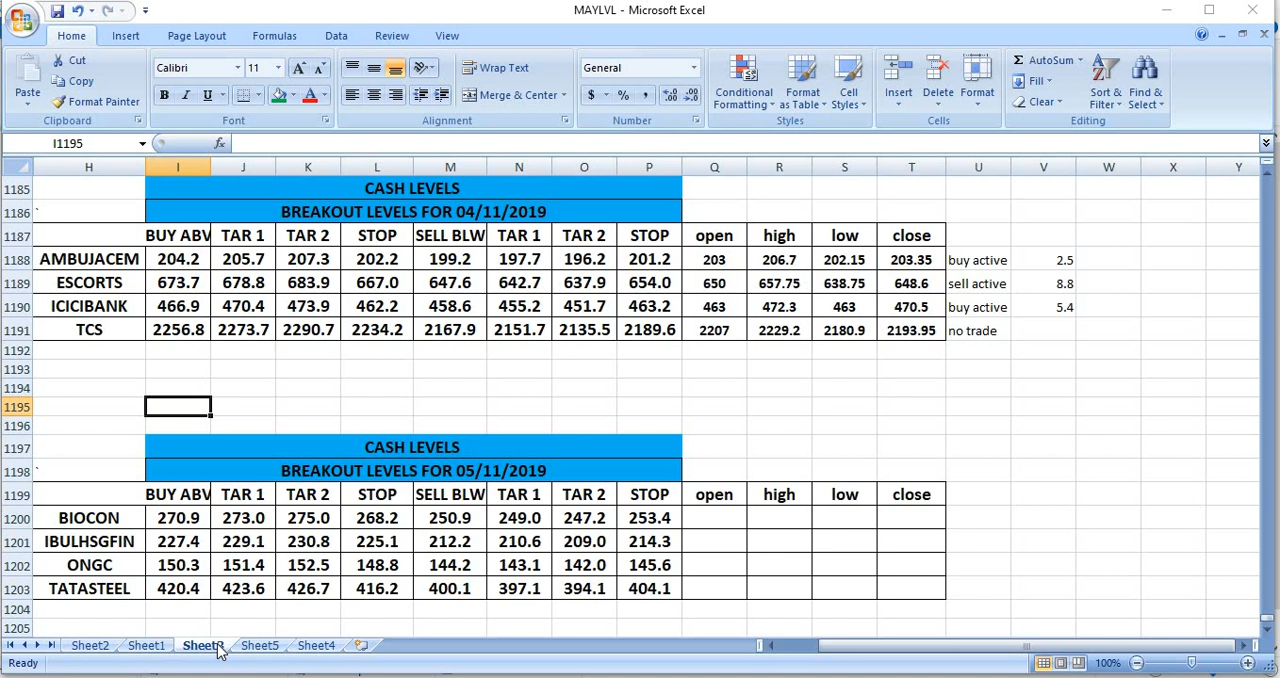 MAYLVL - Microsoft Excel
Home Insert Page Layout Formulas Data Review View
Paste Cut Copy Format Painter Clipboard
Calibri 11 B I U A A A Font
Wrap Text Merge & Center Alignment
General $ % , .0 .00 .00 .0 Number
Conditional Formatting Format as Table Cell Styles Styles
Insert Delete Format Cells
Σ AutoSum Fill Clear Sort & Filter Find & Select Editing
I1195 fx
H I J K L M N O P Q R S T U V W X Y
1185 CASH LEVELS
1186 ` BREAKOUT LEVELS FOR 04/11/2019
1187 BUY ABV TAR 1 TAR 2 STOP SELL BLW TAR 1 TAR 2 STOP open high low close
1188 AMBUJACEM 204.2 205.7 207.3 202.2 199.2 197.7 196.2 201.2 203 206.7 202.15 203.35 buy active 2.5
1189 ESCORTS 673.7 678.8 683.9 667.0 647.6 642.7 637.9 654.0 650 657.75 638.75 648.6 sell active 8.8
1190 ICICIBANK 466.9 470.4 473.9 462.2 458.6 455.2 451.7 463.2 463 472.3 463 470.5 buy active 5.4
1191 TCS 2256.8 2273.7 2290.7 2234.2 2167.9 2151.7 2135.5 2189.6 2207 2229.2 2180.9 2193.95 no trade
1192
1193
1194
1195
1196
1197 CASH LEVELS
1198 ` BREAKOUT LEVELS FOR 05/11/2019
1199 BUY ABV TAR 1 TAR 2 STOP SELL BLW TAR 1 TAR 2 STOP open high low close
1200 BIOCON 270.9 273.0 275.0 268.2 250.9 249.0 247.2 253.4
1201 IBULHSGFIN 227.4 229.1 230.8 225.1 212.2 210.6 209.0 214.3
1202 ONGC 150.3 151.4 152.5 148.8 144.2 143.1 142.0 145.6
1203 TATASTEEL 420.4 423.6 426.7 416.2 400.1 397.1 394.1 404.1
1204
1205
Sheet2 Sheet1 Sheet3 Sheet5 Sheet4
Ready 100%